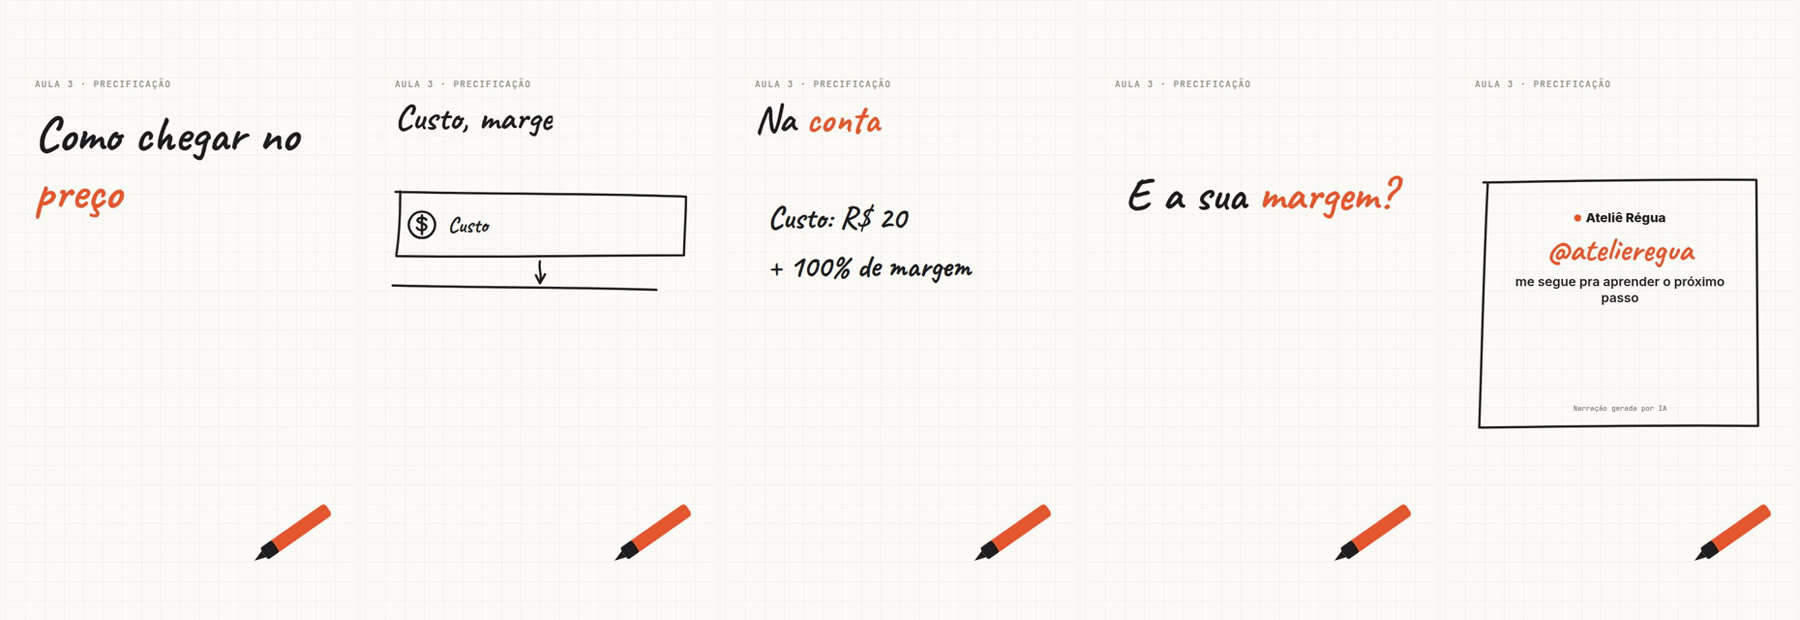 AULA 3 · PRECIFICAÇÃO
Como chegar no
preço
AULA 3 · PRECIFICAÇÃO
Custo, marge
Custo
AULA 3 · PRECIFICAÇÃO
Na conta
Custo: R$ 20
+ 100% de margem
AULA 3 · PRECIFICAÇÃO
E a sua margem?
AULA 3 · PRECIFICAÇÃO
Ateliê Régua
@atelieregua
me segue pra aprender o próximo
passo
Narração gerada por IA